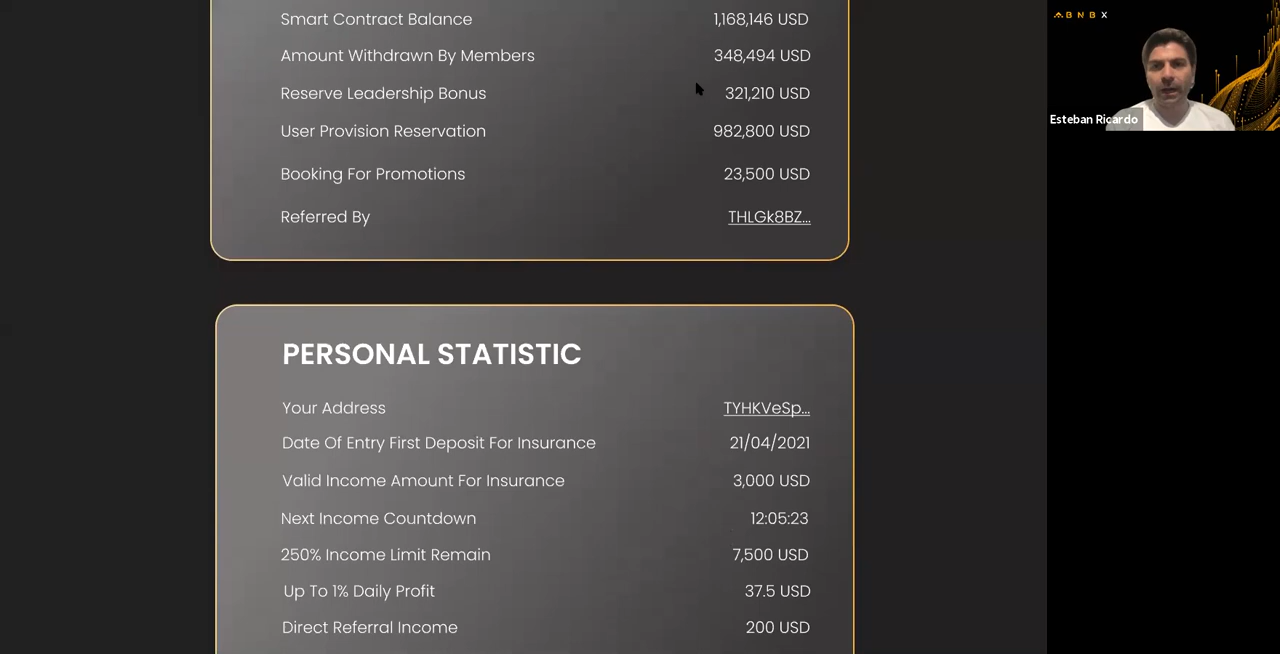 Smart Contract Balance 1,168,146 USD
Amount Withdrawn By Members 348,494 USD
Reserve Leadership Bonus 321,210 USD
User Provision Reservation 982,800 USD
Booking For Promotions 23,500 USD
Referred By THLGk8BZ...
PERSONAL STATISTIC
Your Address TYHKVeSp...
Date Of Entry First Deposit For Insurance 21/04/2021
Valid Income Amount For Insurance 3,000 USD
Next Income Countdown 12:05:23
250% Income Limit Remain 7,500 USD
Up To 1% Daily Profit 37.5 USD
Direct Referral Income 200 USD
BNB X
Esteban Ricardo